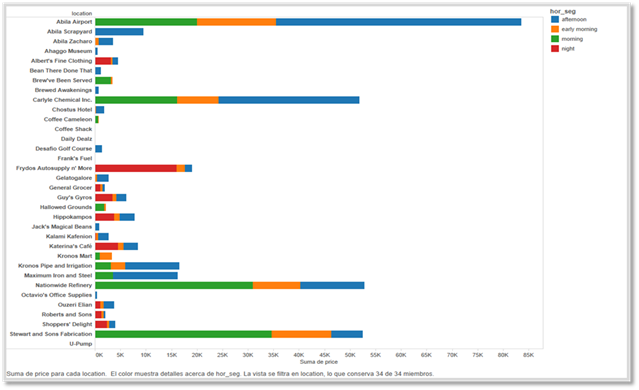 location
Abila Airport
Abila Scrapyard
Abila Zacharo
Ahaggo Museum
Albert's Fine Clothing
Bean There Done That
Brew've Been Served
Brewed Awakenings
Carlyle Chemical Inc.
Chostus Hotel
Coffee Cameleon
Coffee Shack
Daily Dealz
Desafio Golf Course
Frank's Fuel
Frydos Autosupply n' More
Gelatogalore
General Grocer
Guy's Gyros
Hallowed Grounds
Hippokampos
Jack's Magical Beans
Kalami Kafenion
Katerina's Café
Kronos Mart
Kronos Pipe and Irrigation
Maximum Iron and Steel
Nationwide Refinery
Octavio's Office Supplies
Ouzeri Elian
Roberts and Sons
Shoppers' Delight
Stewart and Sons Fabrication
U-Pump
0K 5K 10K 15K 20K 25K 30K 35K 40K 45K 50K 55K 60K 65K 70K 75K 80K 85K
Suma de price
hor_seg
afternoon
early morning
morning
night
Suma de price para cada location. El color muestra detalles acerca de hor_seg. La vista se filtra en location, lo que conserva 34 de 34 miembros.